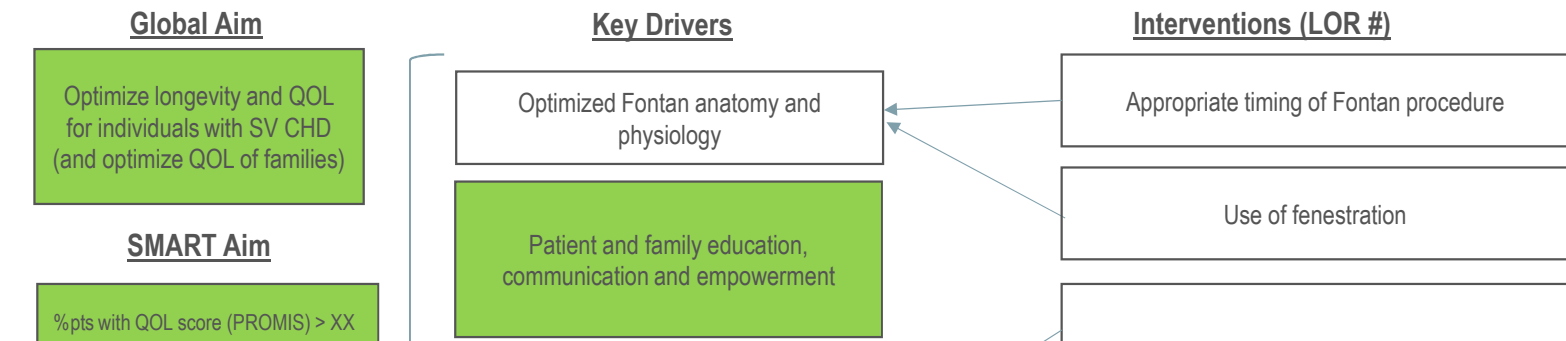 Global Aim
Optimize longevity and QOL
for individuals with SV CHD
(and optimize QOL of families)
SMART Aim
%pts with QOL score (PROMIS) > XX
Key Drivers
Optimized Fontan anatomy and
physiology
Patient and family education,
communication and empowerment
Interventions (LOR #)
Appropriate timing of Fontan procedure
Use of fenestration